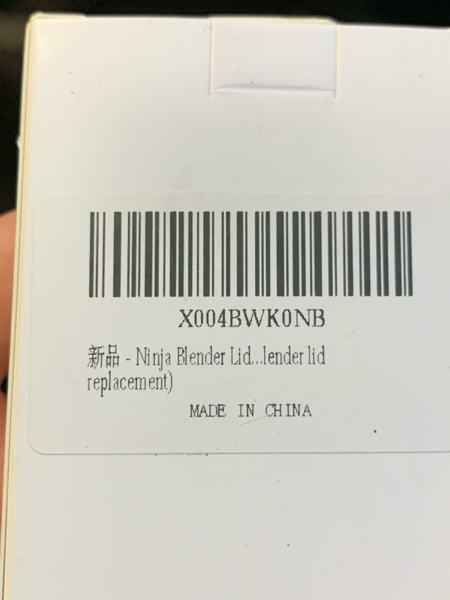 X004BWK0NB
新品 - Ninja Blender Lid...lender lid
replacement)
MADE IN CHINA